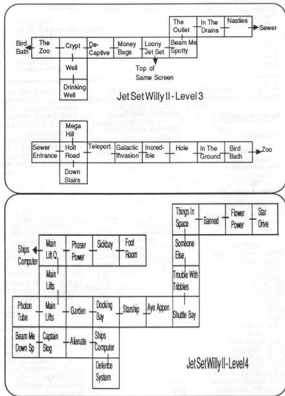 The Outlet
In The Drains
Nasties
Sewer
Bird Bath
The Zoo
Crypt
De-Captive
Money Bags
Loony Jet Set
Beam Me Spotty
Well
Drinking Well
Top of Same Screen
Jet Set Willy II - Level 3
Mega Hill
Sewer Entrance
Holt Road
Teleport
Galactic Invasion
Incred-ible
Hole
In The Ground
Bird Bath
Zoo
Down Stairs
Things In Space
Banned
Flower Power
Star Drive
Ships Computer
Main Lift
Phaser Power
Sickbay
Foot Room
Someone Else
Main Lifts
Trouble With Tibbles
Photon Tube
Main Lifts
Garden
Docking Bay
Starship
Aye Appen
Shuttle Bay
Beam Me Down Sp
Captain Slog
Alienate
Ships Computer
Defence System
Jet Set Willy II - Level 4